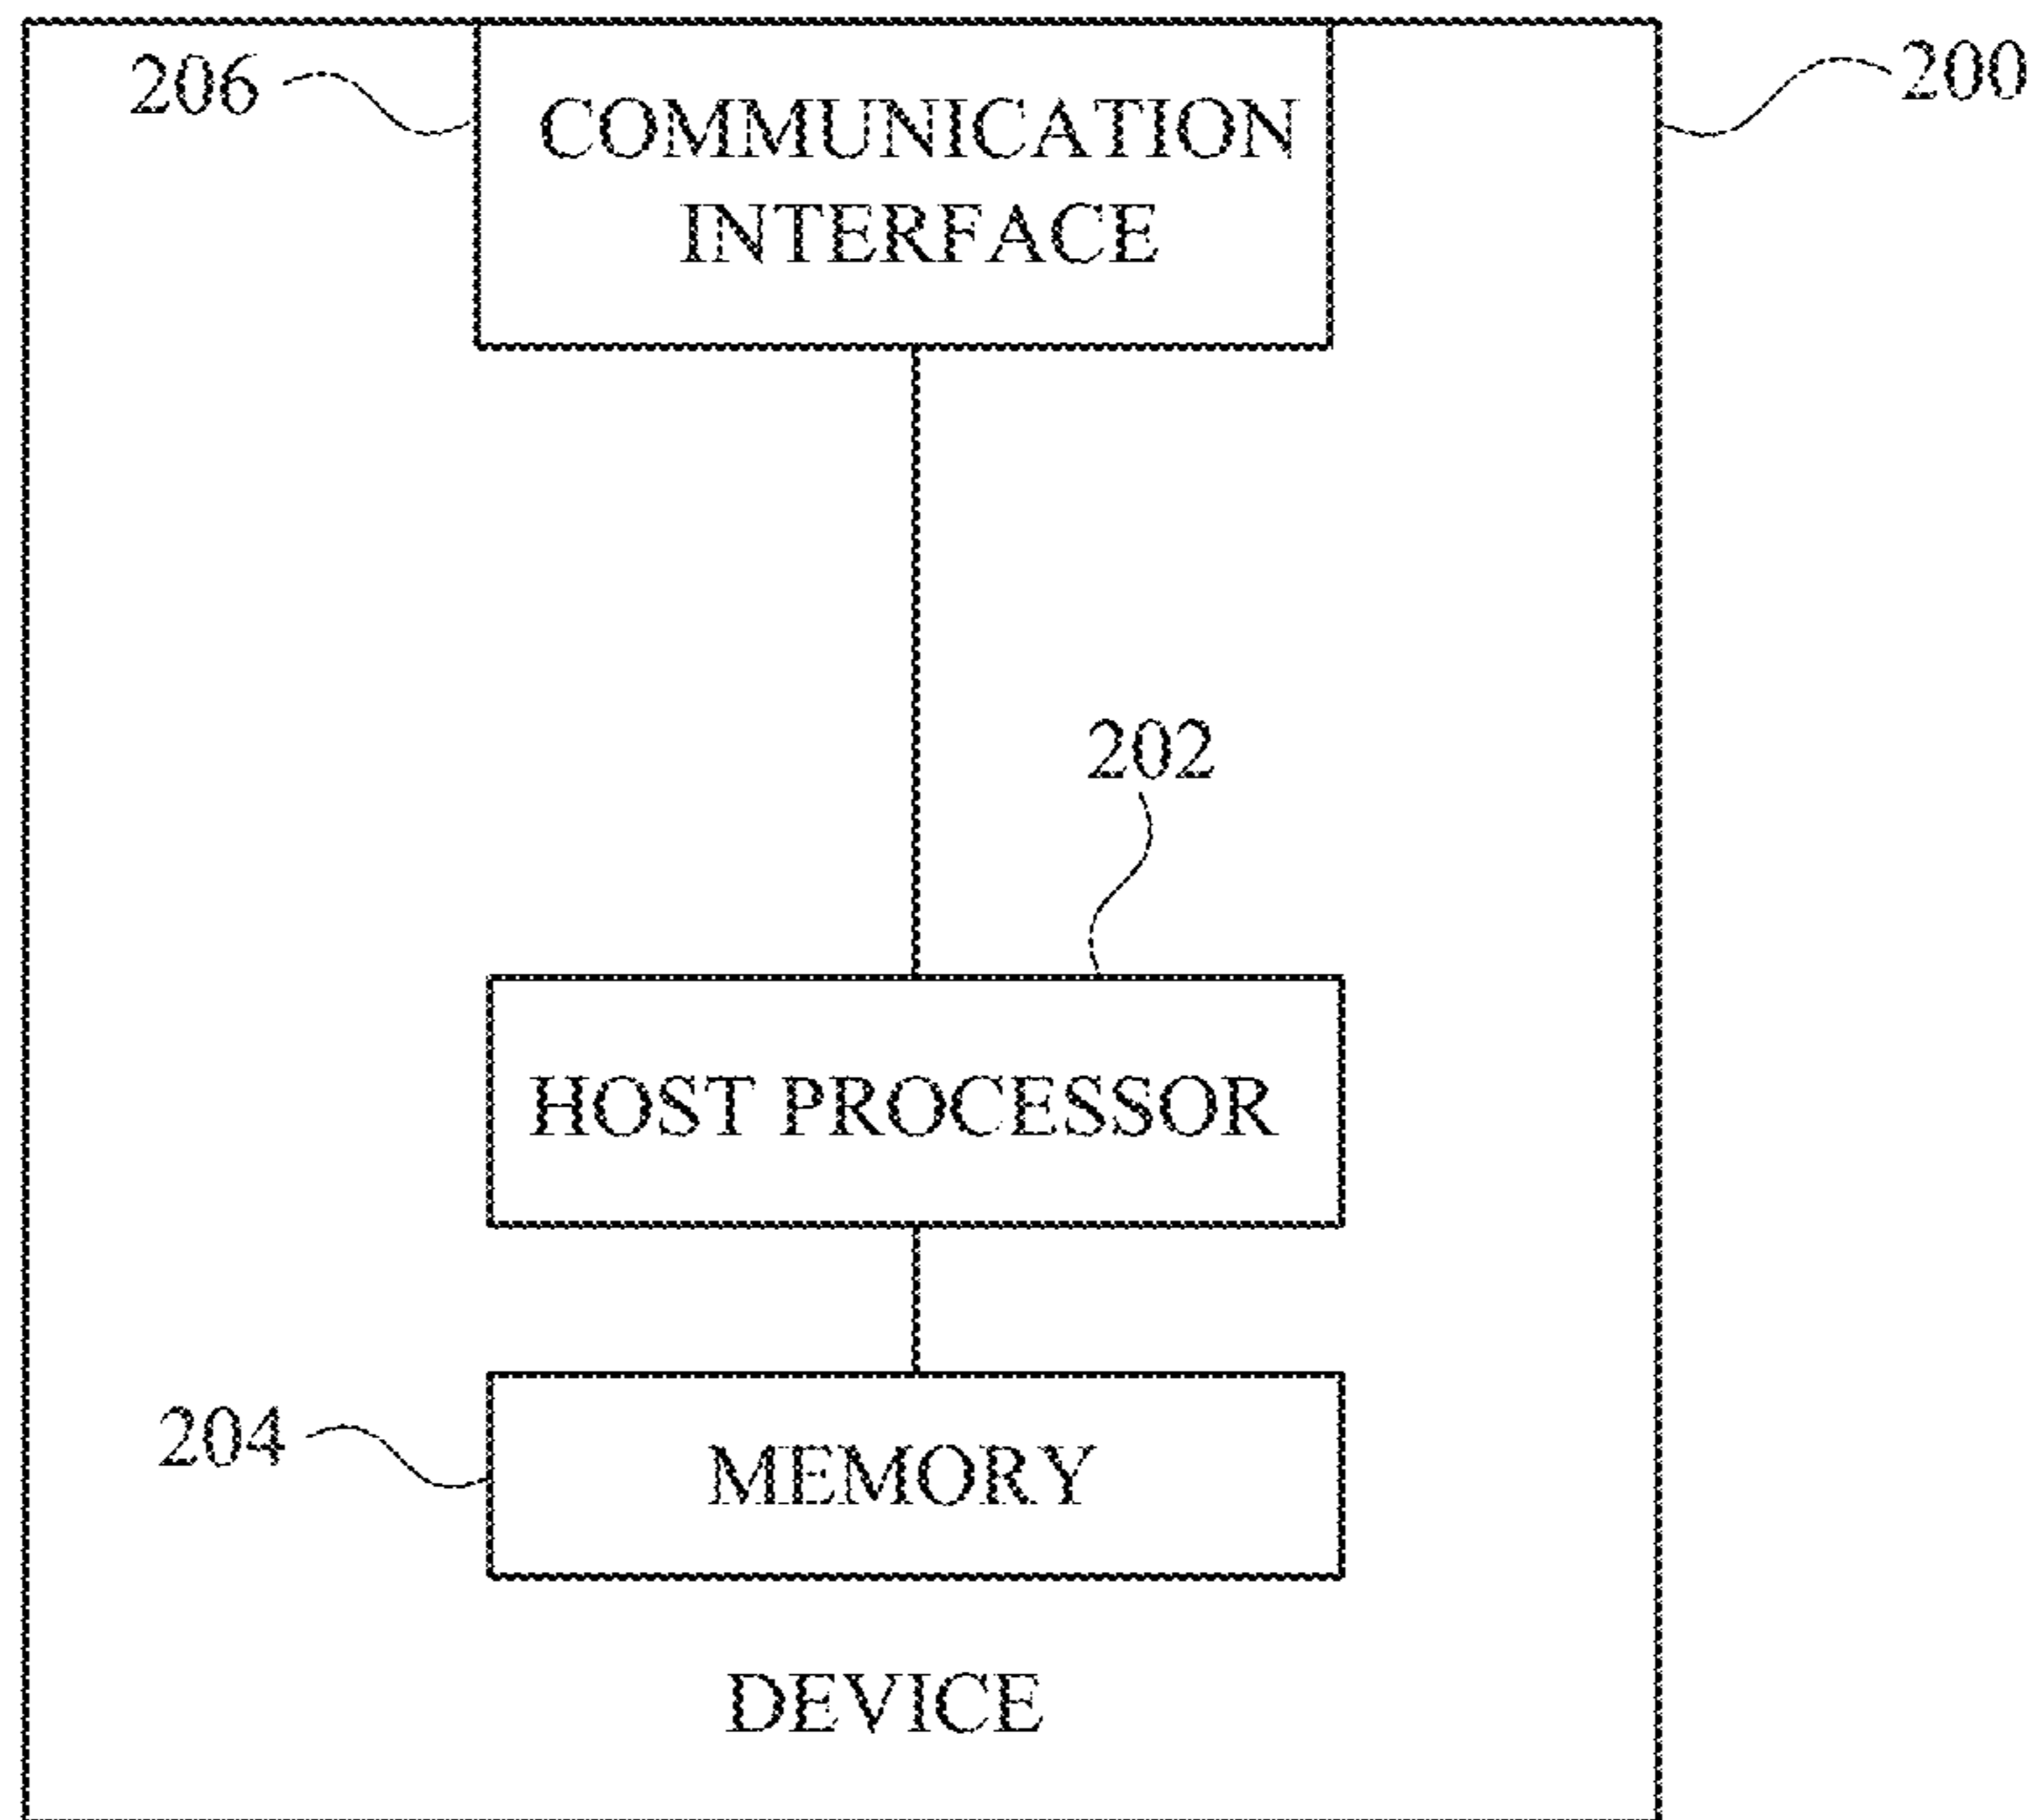 206
200
COMMUNICATION
INTERFACE
202
HOST PROCESSOR
204
MEMORY
DEVICE